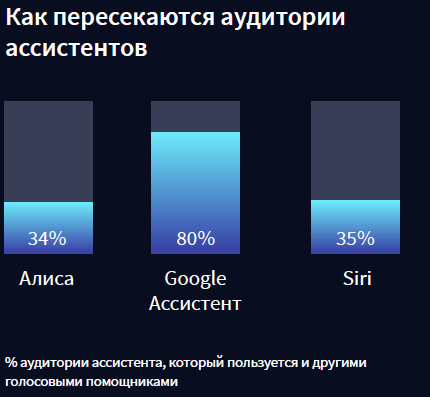 Как пересекаются аудитории
ассистентов
34%
80%
35%
Алиса
Google
Ассистент
Siri
% аудитории ассистента, который пользуется и другими
голосовыми помощниками